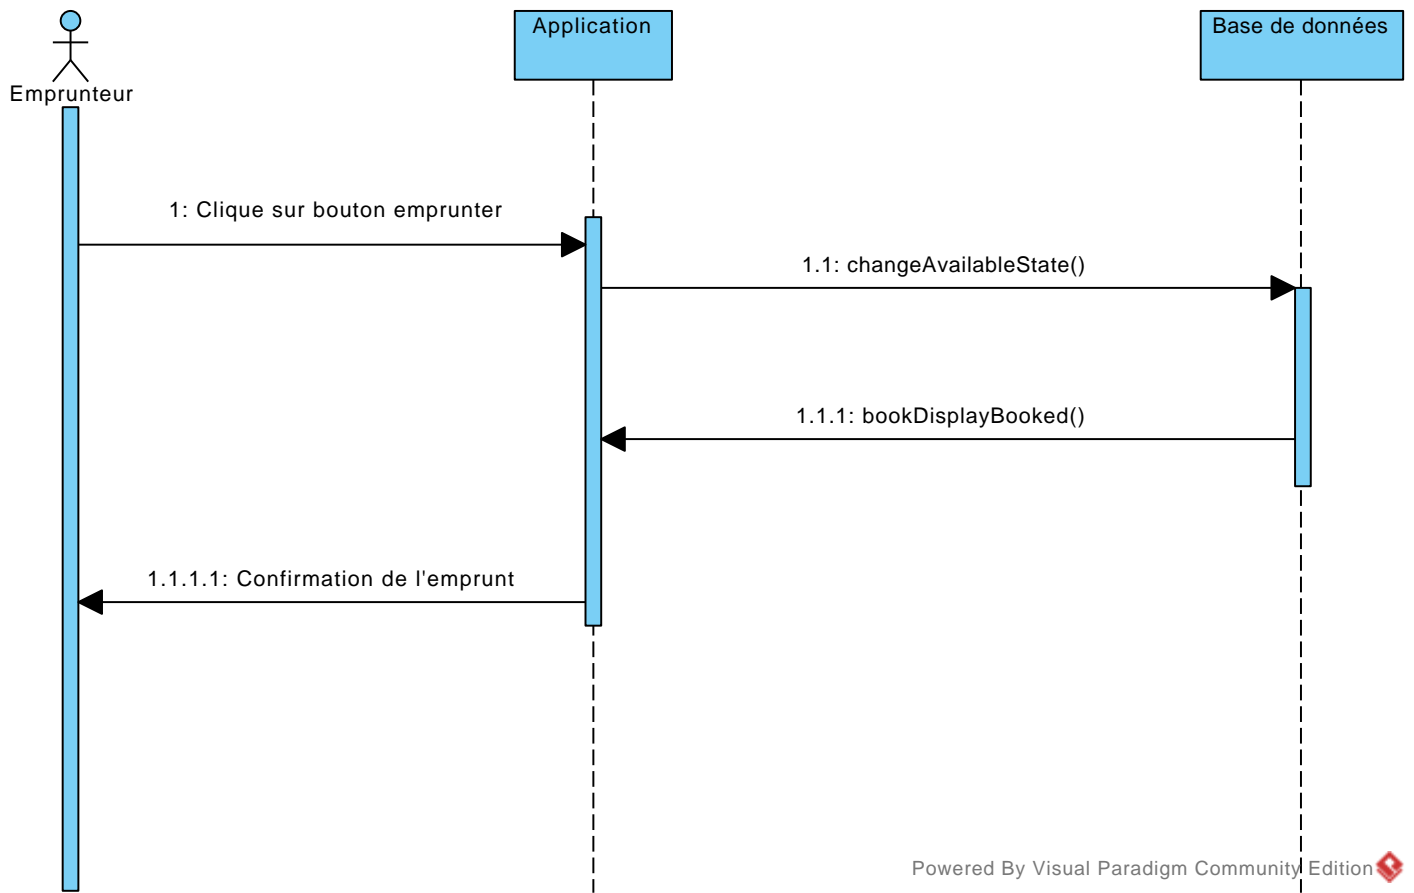 Emprunteur
Application
Base de données
1: Clique sur bouton emprunter
1.1: changeAvailableState()
1.1.1: bookDisplayBooked()
1.1.1.1: Confirmation de l'emprunt
Powered By Visual Paradigm Community Edition